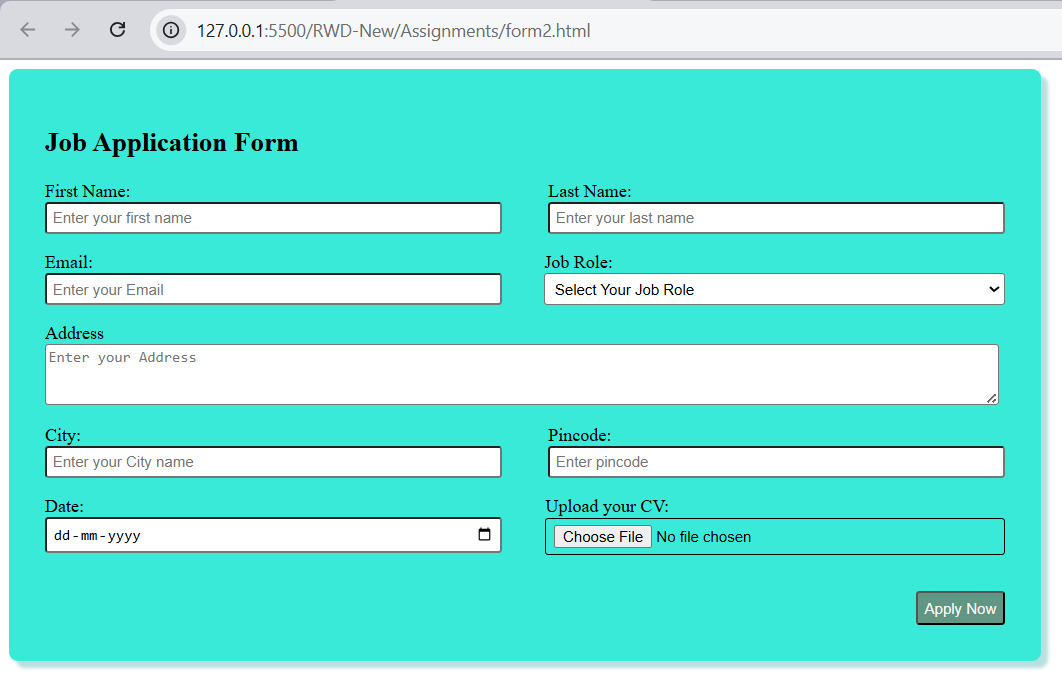 127.0.0.1:5500/RWD-New/Assignments/form2.html
Job Application Form
First Name: Last Name:
Enter your first name Enter your last name
Email: Job Role:
Enter your Email Select Your Job Role
Address
Enter your Address
City: Pincode:
Enter your City name Enter pincode
Date: Upload your CV:
dd-mm-yyyy Choose File No file chosen
Apply Now